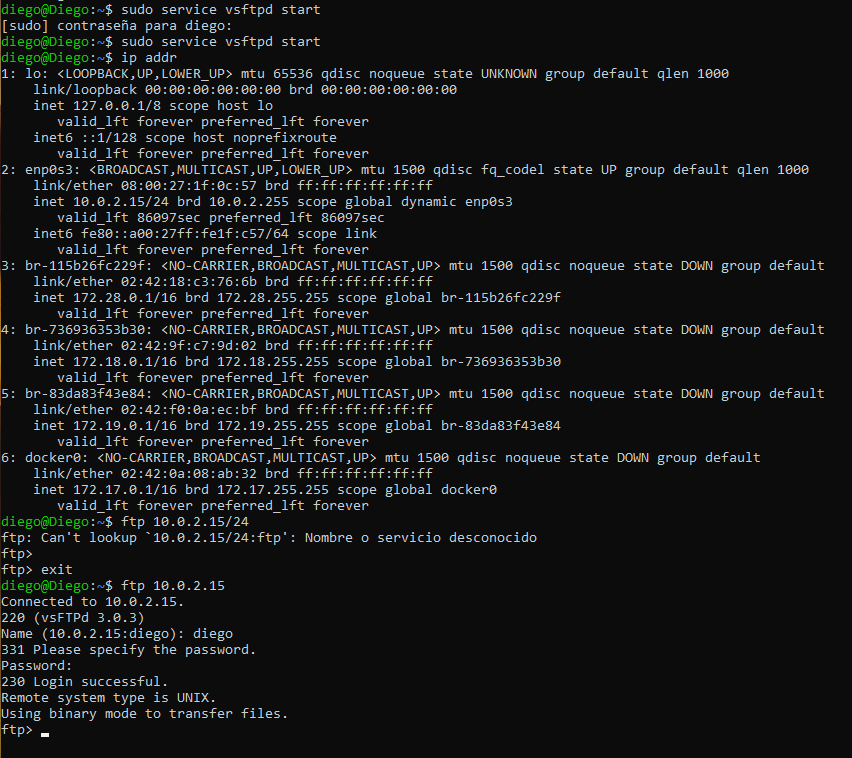 diego@Diego:~$ sudo service vsftpd start
[sudo] contraseña para diego:
diego@Diego:~$ sudo service vsftpd start
diego@Diego:~$ ip addr
1: lo: <LOOPBACK,UP,LOWER_UP> mtu 65536 qdisc noqueue state UNKNOWN group default qlen 1000
    link/loopback 00:00:00:00:00:00 brd 00:00:00:00:00:00
    inet 127.0.0.1/8 scope host lo
       valid_lft forever preferred_lft forever
    inet6 ::1/128 scope host noprefixroute
       valid_lft forever preferred_lft forever
2: enp0s3: <BROADCAST,MULTICAST,UP,LOWER_UP> mtu 1500 qdisc fq_codel state UP group default qlen 1000
    link/ether 08:00:27:1f:0c:57 brd ff:ff:ff:ff:ff:ff
    inet 10.0.2.15/24 brd 10.0.2.255 scope global dynamic enp0s3
       valid_lft 86097sec preferred_lft 86097sec
    inet6 fe80::a00:27ff:fe1f:c57/64 scope link
       valid_lft forever preferred_lft forever
3: br-115b26fc229f: <NO-CARRIER,BROADCAST,MULTICAST,UP> mtu 1500 qdisc noqueue state DOWN group default
    link/ether 02:42:18:c3:76:6b brd ff:ff:ff:ff:ff:ff
    inet 172.28.0.1/16 brd 172.28.255.255 scope global br-115b26fc229f
       valid_lft forever preferred_lft forever
4: br-736936353b30: <NO-CARRIER,BROADCAST,MULTICAST,UP> mtu 1500 qdisc noqueue state DOWN group default
    link/ether 02:42:9f:c7:9d:02 brd ff:ff:ff:ff:ff:ff
    inet 172.18.0.1/16 brd 172.18.255.255 scope global br-736936353b30
       valid_lft forever preferred_lft forever
5: br-83da83f43e84: <NO-CARRIER,BROADCAST,MULTICAST,UP> mtu 1500 qdisc noqueue state DOWN group default
    link/ether 02:42:f0:0a:ec:bf brd ff:ff:ff:ff:ff:ff
    inet 172.19.0.1/16 brd 172.19.255.255 scope global br-83da83f43e84
       valid_lft forever preferred_lft forever
6: docker0: <NO-CARRIER,BROADCAST,MULTICAST,UP> mtu 1500 qdisc noqueue state DOWN group default
    link/ether 02:42:0a:08:ab:32 brd ff:ff:ff:ff:ff:ff
    inet 172.17.0.1/16 brd 172.17.255.255 scope global docker0
       valid_lft forever preferred_lft forever
diego@Diego:~$ ftp 10.0.2.15/24
ftp: Can't lookup `10.0.2.15/24:ftp': Nombre o servicio desconocido
ftp>
ftp> exit
diego@Diego:~$ ftp 10.0.2.15
Connected to 10.0.2.15.
220 (vsFTPd 3.0.3)
Name (10.0.2.15:diego): diego
331 Please specify the password.
Password:
230 Login successful.
Remote system type is UNIX.
Using binary mode to transfer files.
ftp>